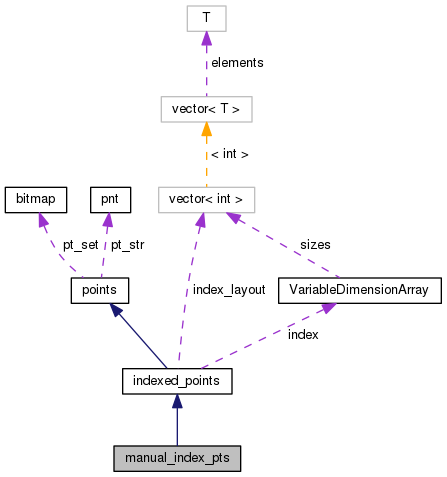 T
elements
vector< T >
< int >
bitmap
pnt
vector< int >
pt_set
pt_str
sizes
points
index_layout
VariableDimensionArray
index
indexed_points
manual_index_pts